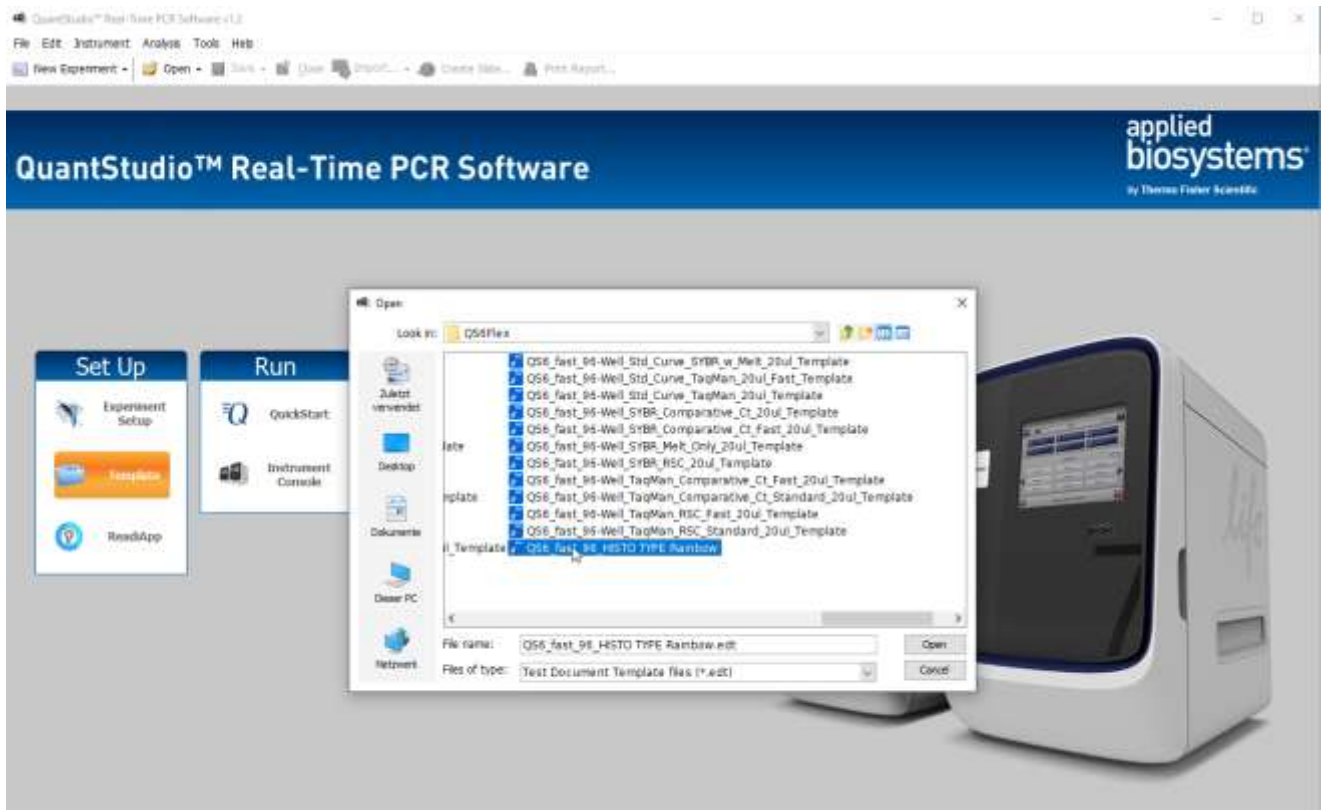 QuantStudio™ Real-Time PCR Software v1.3
File Edit Instrument Analysis Tools Help
New Experiment Open Save Close Import... Create Slide... Print Report...
applied
biosystems
by Thermo Fisher Scientific
QuantStudio™ Real-Time PCR Software
Open
Look in: QS6Flex
QS6_fast_96-Well_Std_Curve_SYBR_w_Melt_20ul_Template
QS6_fast_96-Well_Std_Curve_TaqMan_20ul_Fast_Template
QS6_fast_96-Well_Std_Curve_TaqMan_20ul_Template
QS6_fast_96-Well_SYBR_Comparative_Ct_20ul_Template
QS6_fast_96-Well_SYBR_Comparative_Ct_Fast_20ul_Template
late QS6_fast_96-Well_SYBR_Melt_Only_20ul_Template
QS6_fast_96-Well_SYBR_RSC_20ul_Template
QS6_fast_96-Well_TaqMan_Comparative_Ct_Fast_20ul_Template
mplate QS6_fast_96-Well_TaqMan_Comparative_Ct_Standard_20ul_Template
QS6_fast_96-Well_TaqMan_RSC_Fast_20ul_Template
QS6_fast_96-Well_TaqMan_RSC_Standard_20ul_Template
l_Template QS6_fast_96_HISTO TYPE Rainbow
Zuletzt
verwendet
Desktop
Dokumente
Dieser PC
Netzwerk
File name: QS6_fast_96_HISTO TYPE Rainbow.edt Open
Files of type: Test Document Template files (*.edt) Cancel
Set Up
Experiment
Setup
Template
ReadiApp
Run
QuickStart
Instrument
Console
life